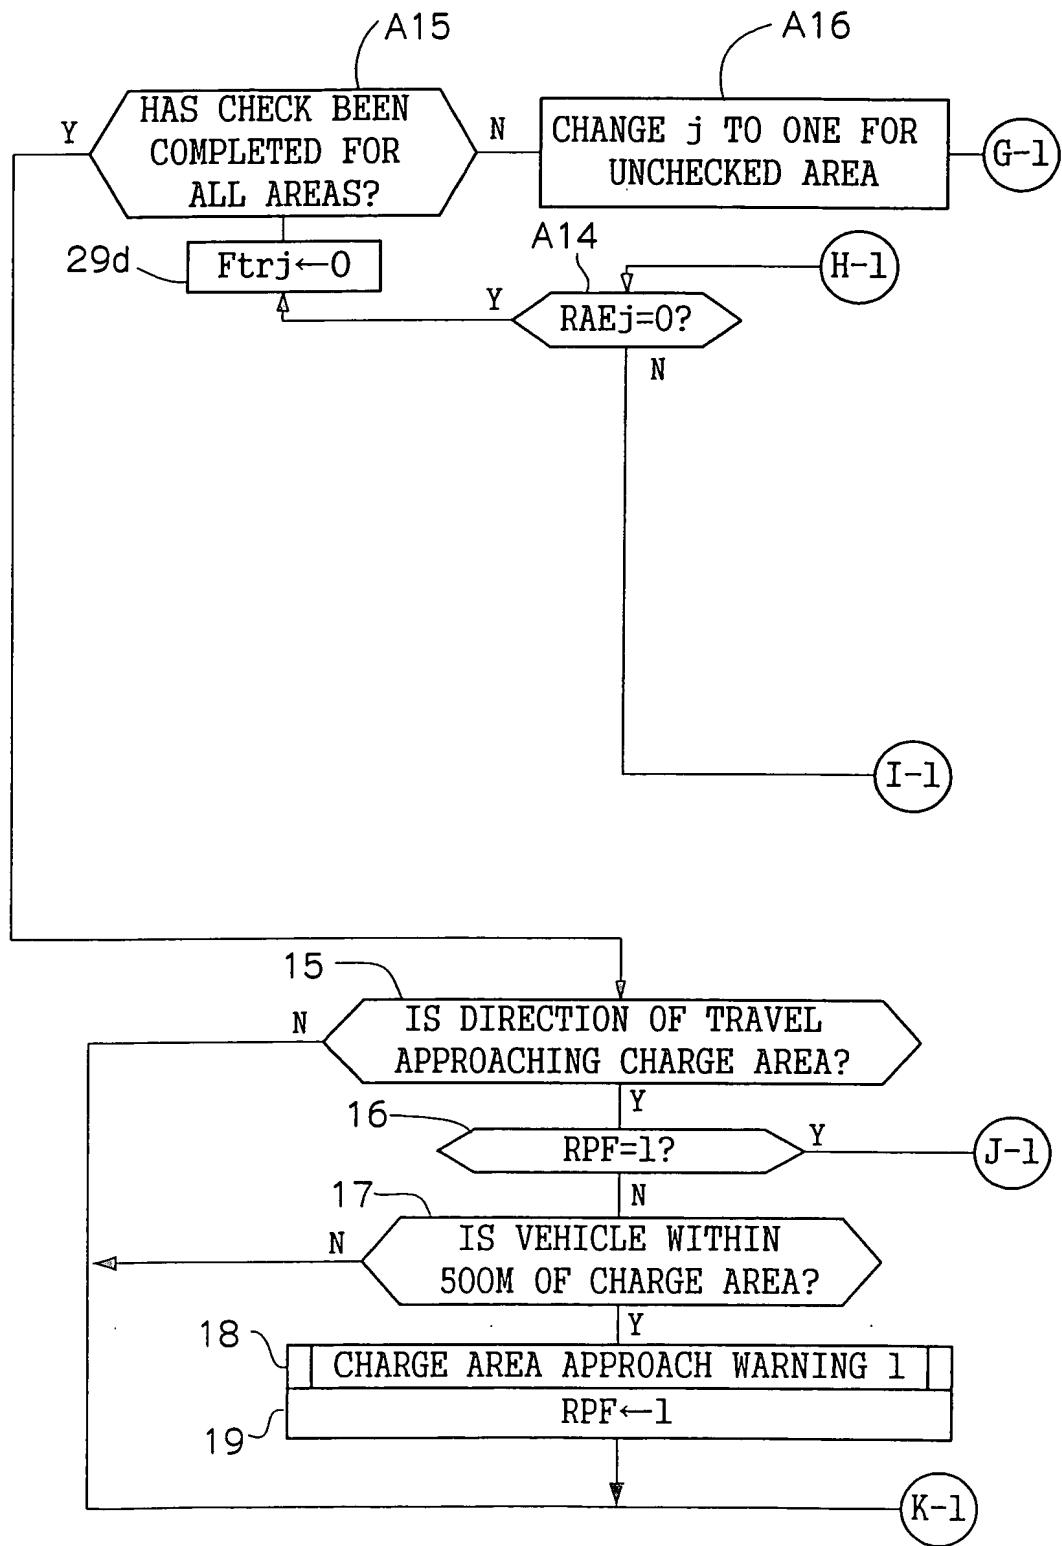 A15
A16
Y
HAS CHECK BEEN
COMPLETED FOR
ALL AREAS?
N
CHANGE j TO ONE FOR
UNCHECKED AREA
G-1
29d
Ftrj←0
A14
H-1
Y
RAEj=0?
N
I-1
15
N
IS DIRECTION OF TRAVEL
APPROACHING CHARGE AREA?
Y
16
RPF=1?
Y
J-1
N
17
N
IS VEHICLE WITHIN
500M OF CHARGE AREA?
Y
18
CHARGE AREA APPROACH WARNING 1
19
RPF←1
K-1